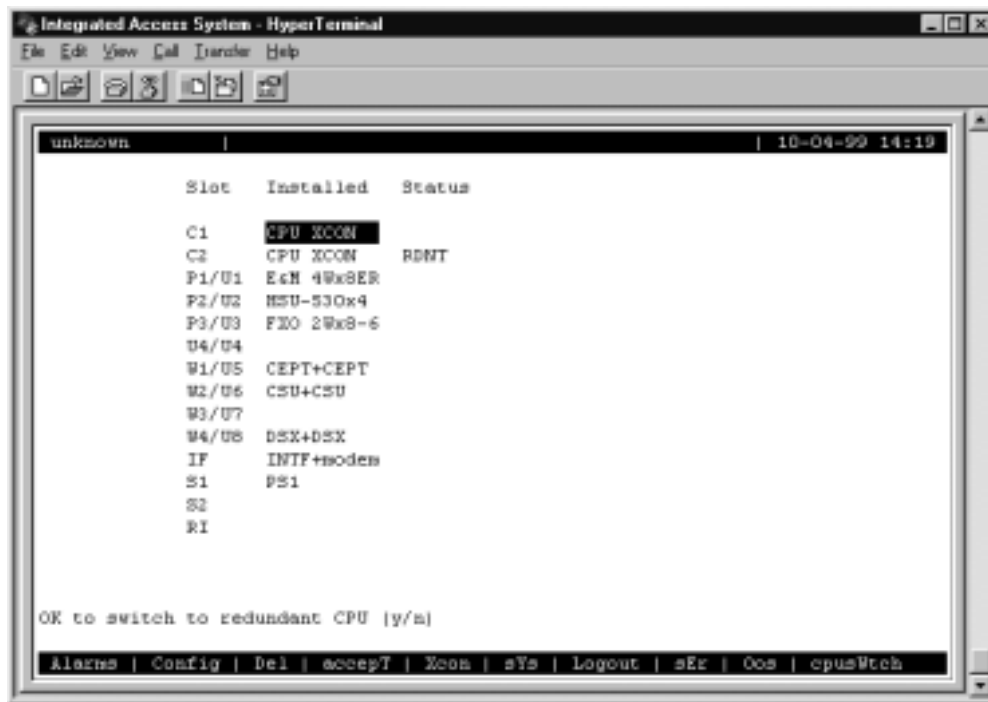 Integrated Access System - HyperTerminal
File Edit View Call Transfer Help
unknown | | 10-04-99 14:19
Slot Installed Status
C1 CPU XCON
C2 CPU XCON RDNT
P1/U1 E&M 4Wx8ER
P2/U2 HSU-530x4
P3/U3 FXO 2Wx8-6
U4/U4
W1/U5 CEPT+CEPT
W2/U6 CSU+CSU
W3/U7
W4/U8 DSX+DSX
IF INTF+modem
S1 PS1
S2
RI
OK to switch to redundant CPU (y/n)
Alarms | Config | Del | accepT | Xcon | sYs | Logout | sEr | Oos | cpusWtch